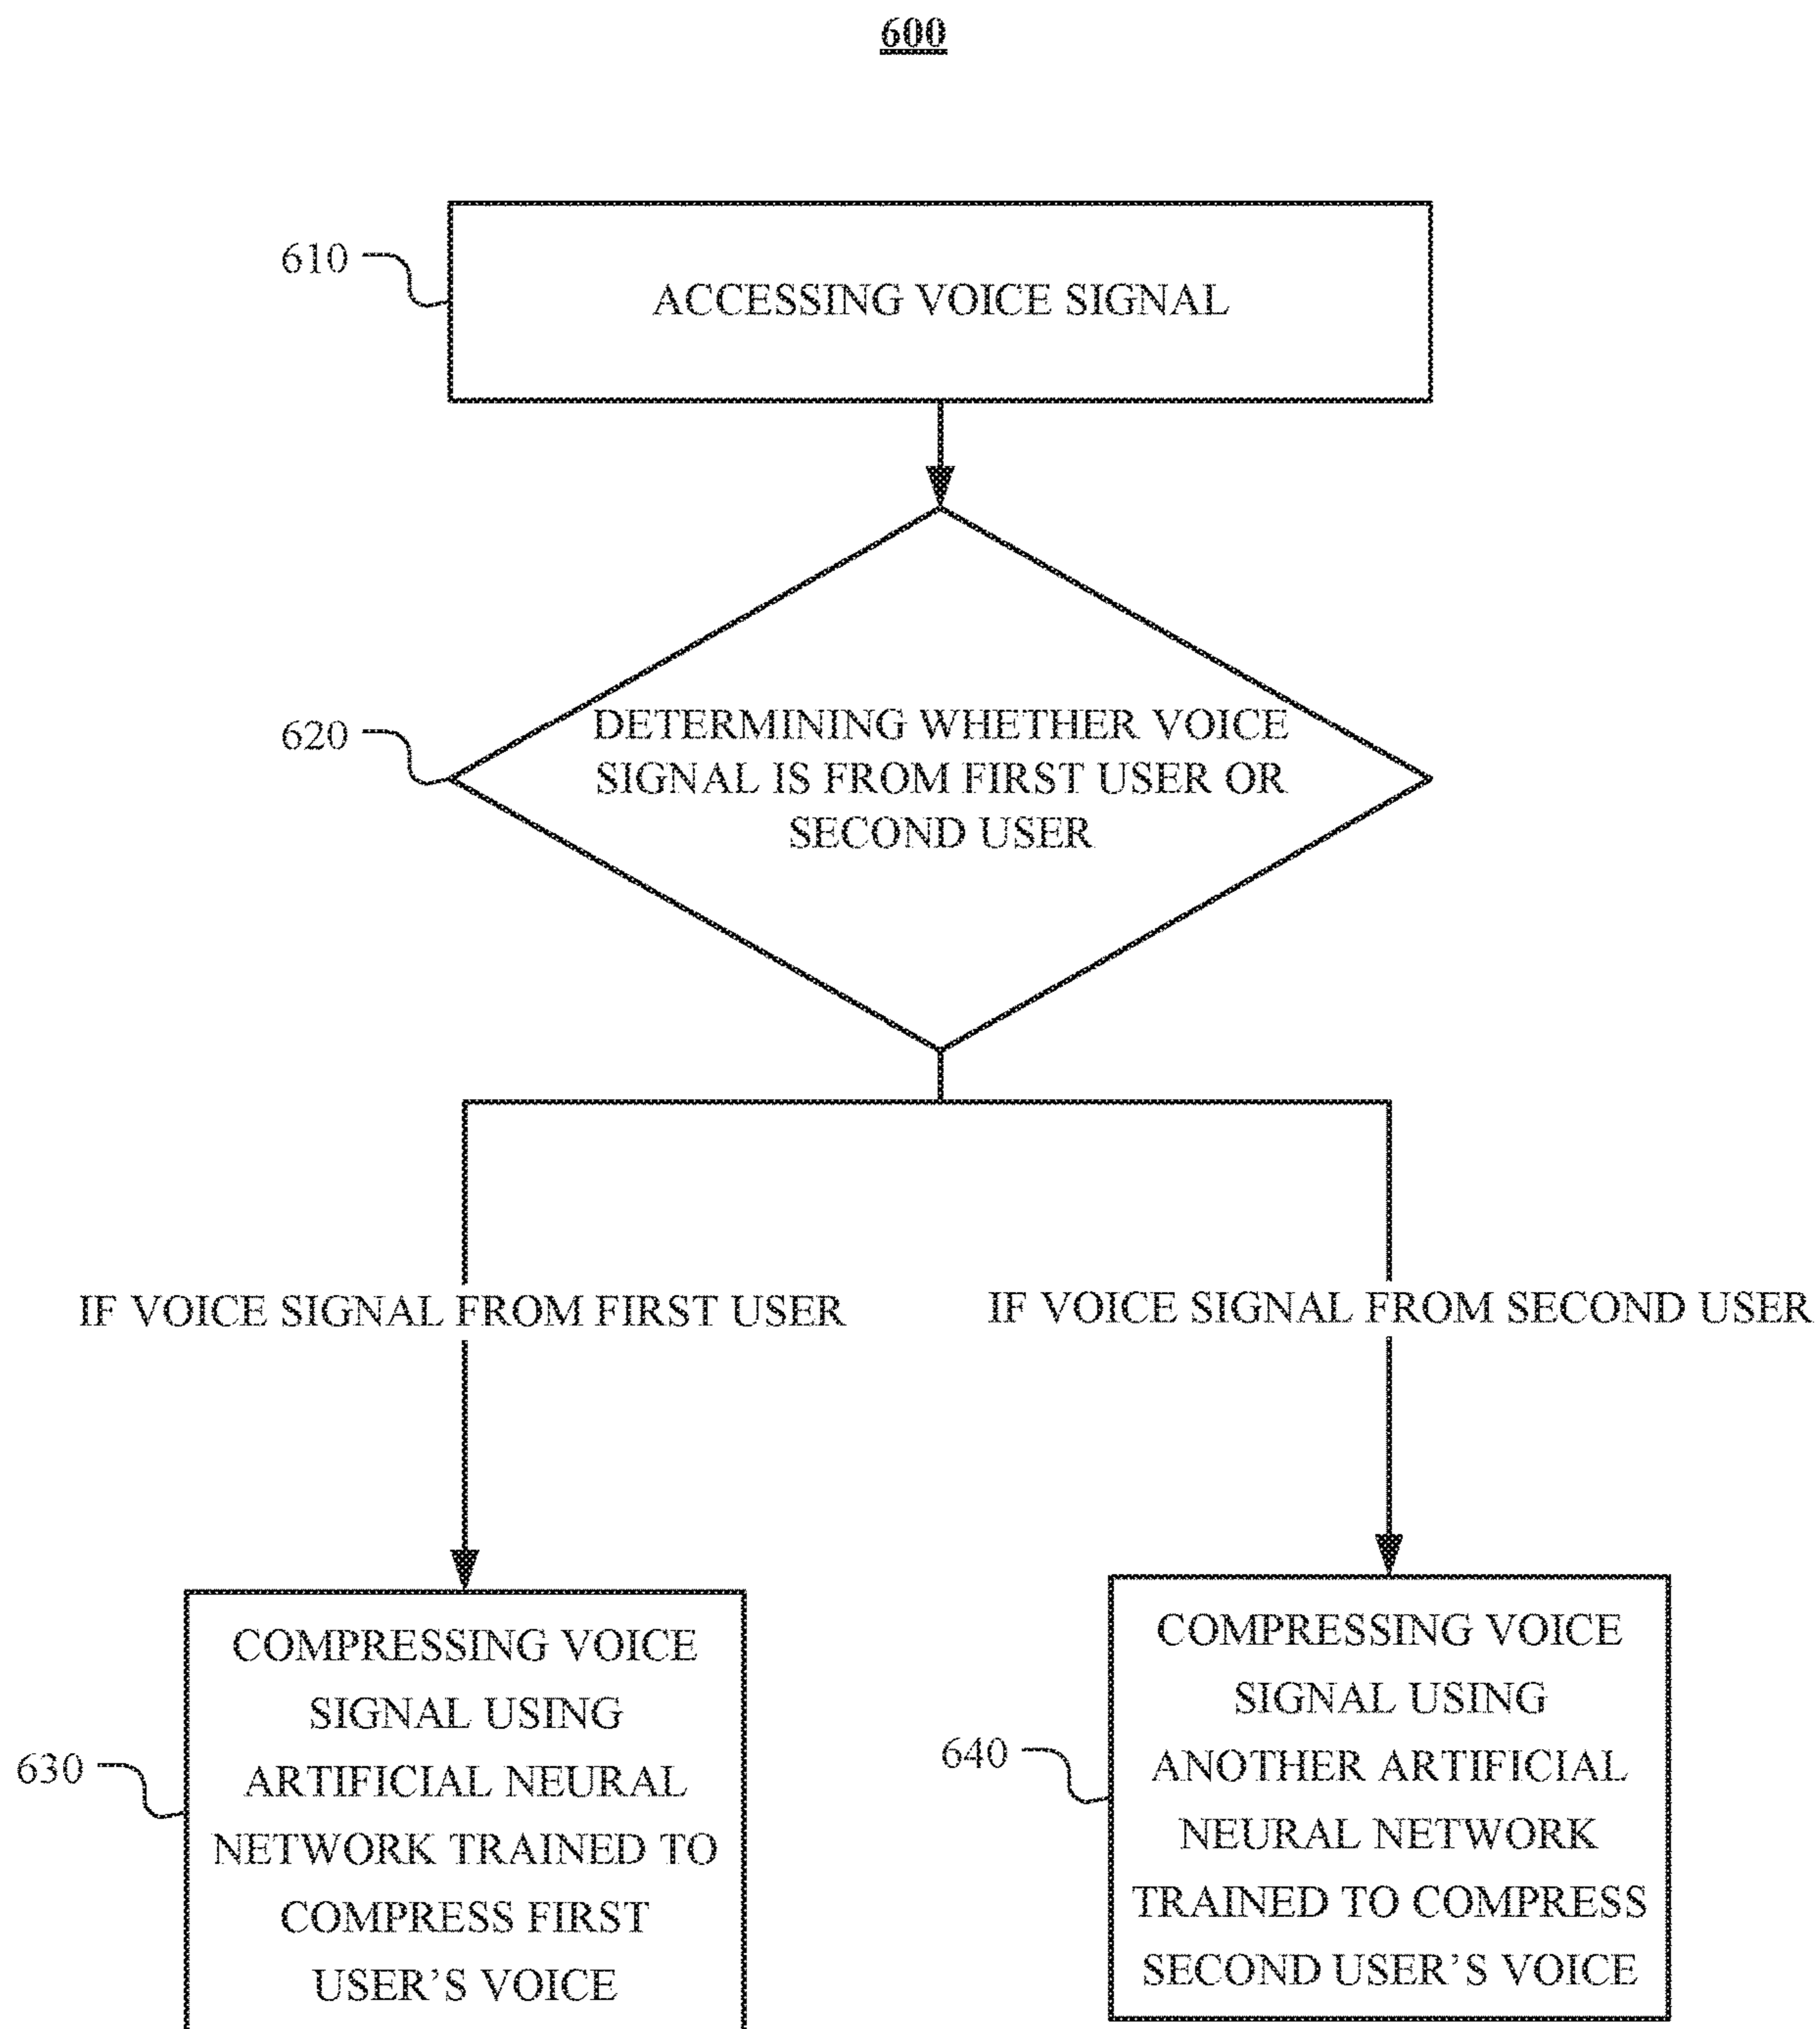 600
610
ACCESSING VOICE SIGNAL
620
DETERMINING WHETHER VOICE
SIGNAL IS FROM FIRST USER OR
SECOND USER
IF VOICE SIGNAL FROM FIRST USER
IF VOICE SIGNAL FROM SECOND USER
630
COMPRESSING VOICE
SIGNAL USING
ARTIFICIAL NEURAL
NETWORK TRAINED TO
COMPRESS FIRST
USER'S VOICE
640
COMPRESSING VOICE
SIGNAL USING
ANOTHER ARTIFICIAL
NEURAL NETWORK
TRAINED TO COMPRESS
SECOND USER'S VOICE